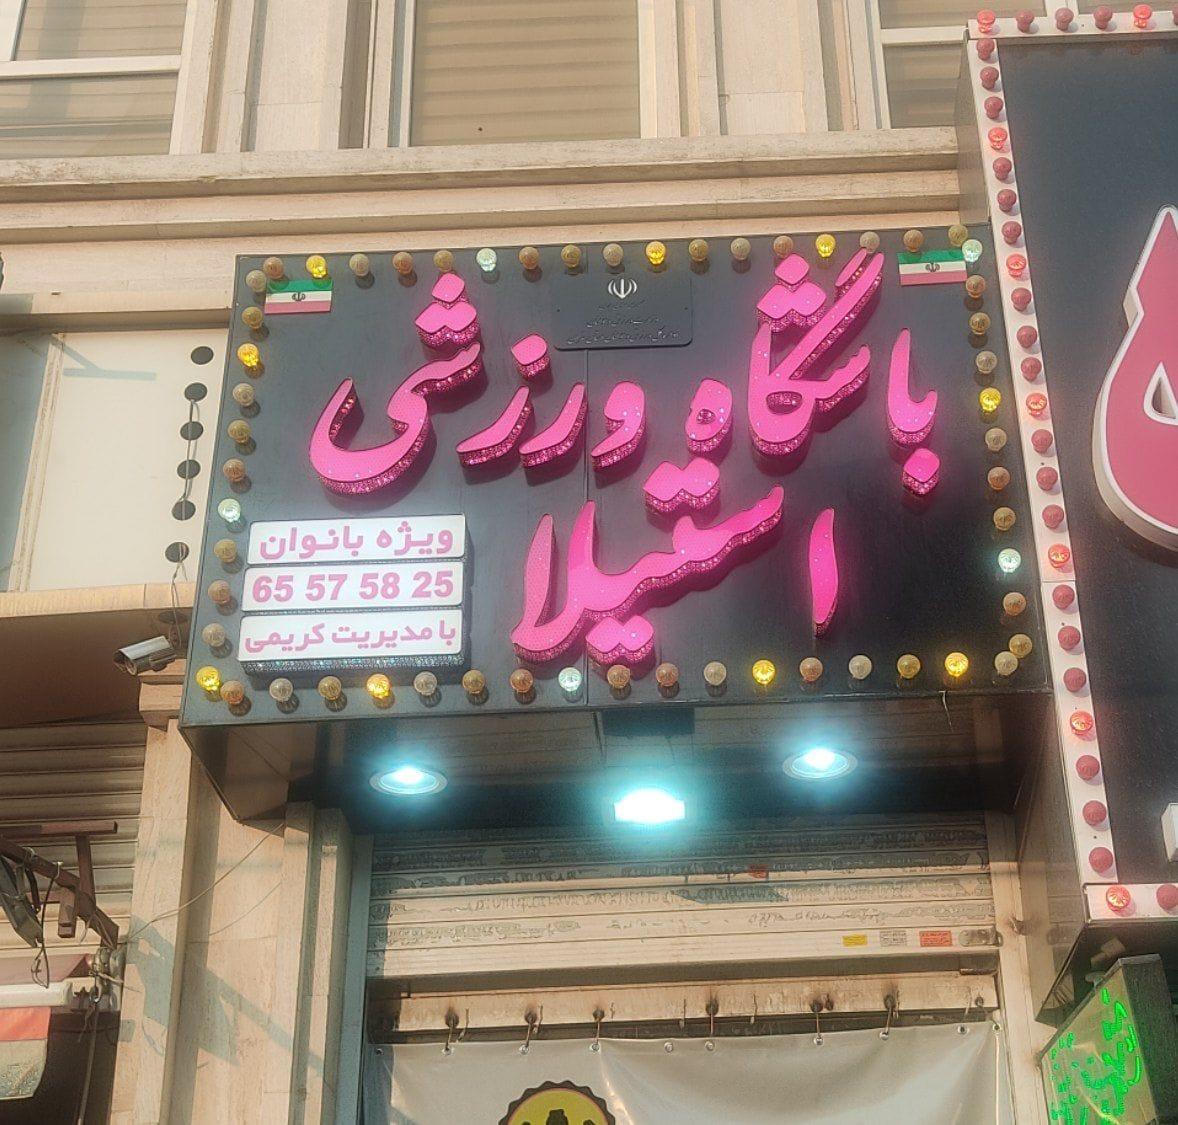 باشگاه ورزشی
استیلا
ویژه بانوان
65 57 58 25
با مدیریت کریمی